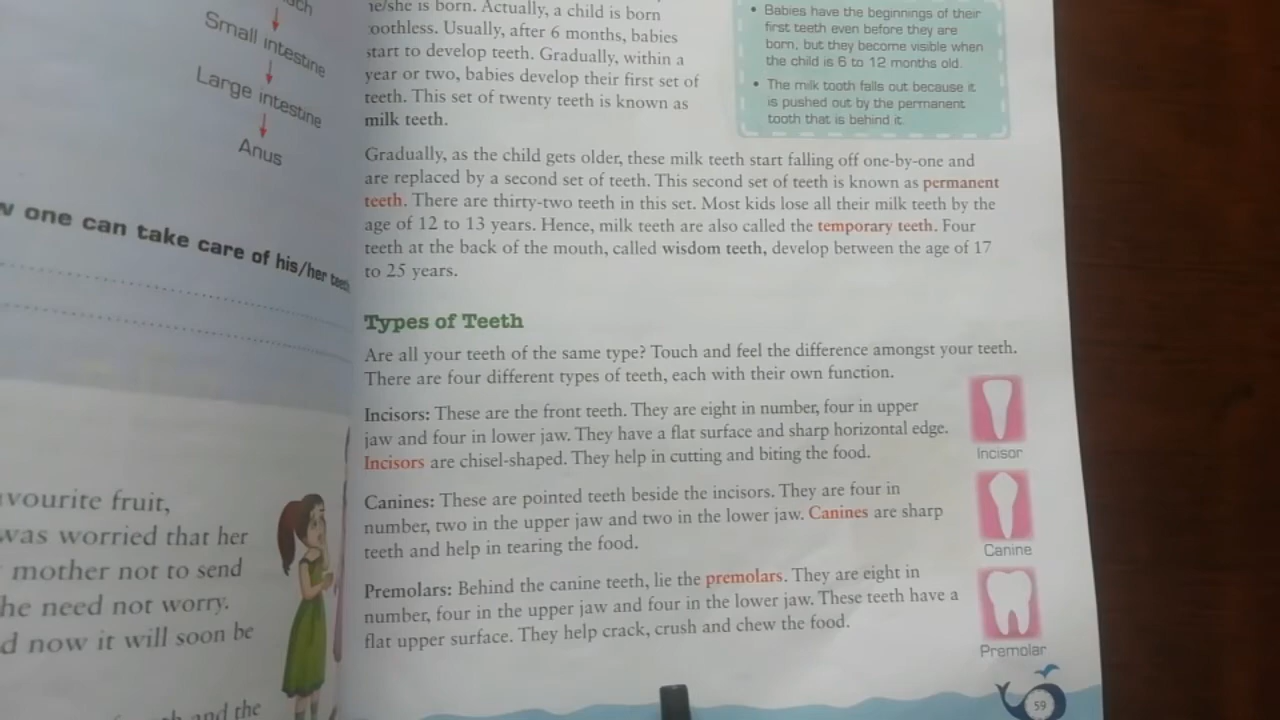 Small intestine
Large intestine
Anus
one can take care of his/her teeth
vourite fruit,
was worried that her
mother not to send
he need not worry.
d now it will soon be
and the
he/she is born. Actually, a child is born
toothless. Usually, after 6 months, babies
start to develop teeth. Gradually, within a
year or two, babies develop their first set of
teeth. This set of twenty teeth is known as
milk teeth.
• Babies have the beginnings of their
first teeth even before they are
born, but they become visible when
the child is 6 to 12 months old.
• The milk tooth falls out because it
is pushed out by the permanent
tooth that is behind it.
Gradually, as the child gets older, these milk teeth start falling off one-by-one and
are replaced by a second set of teeth. This second set of teeth is known as permanent
teeth. There are thirty-two teeth in this set. Most kids lose all their milk teeth by the
age of 12 to 13 years. Hence, milk teeth are also called the temporary teeth. Four
teeth at the back of the mouth, called wisdom teeth, develop between the age of 17
to 25 years.
Types of Teeth
Are all your teeth of the same type? Touch and feel the difference amongst your teeth.
There are four different types of teeth, each with their own function.
Incisors: These are the front teeth. They are eight in number, four in upper
jaw and four in lower jaw. They have a flat surface and sharp horizontal edge.
Incisors are chisel-shaped. They help in cutting and biting the food.
Incisor
Canines: These are pointed teeth beside the incisors. They are four in
number, two in the upper jaw and two in the lower jaw. Canines are sharp
teeth and help in tearing the food.
Canine
Premolars: Behind the canine teeth, lie the premolars. They are eight in
number, four in the upper jaw and four in the lower jaw. These teeth have a
flat upper surface. They help crack, crush and chew the food.
Premolar
59